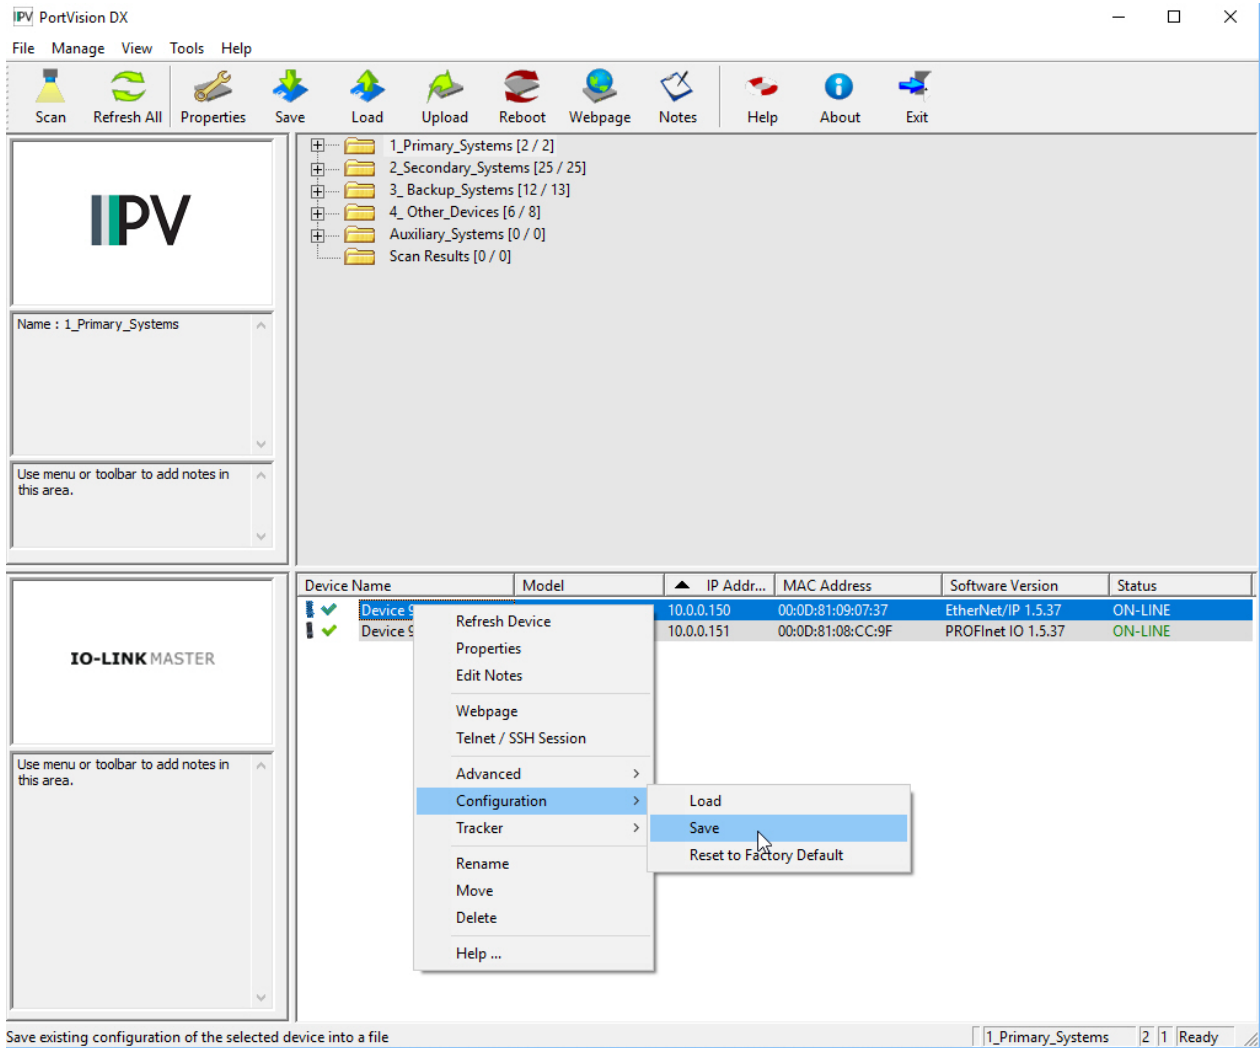 IPV PortVision DX
File Manage View Tools Help
Scan Refresh All Properties Save Load Upload Reboot Webpage Notes Help About Exit
IPV
1_Primary_Systems [2 / 2]
2_Secondary_Systems [25 / 25]
3_ Backup_Systems [12 / 13]
4_ Other_Devices [6 / 8]
Auxiliary_Systems [0 / 0]
Scan Results [0 / 0]
Name : 1_Primary_Systems
Use menu or toolbar to add notes in
this area.
Device Name Model IP Addr... MAC Address Software Version Status
Device 9 10.0.0.150 00:0D:81:09:07:37 EtherNet/IP 1.5.37 ON-LINE
Device 9 10.0.0.151 00:0D:81:08:CC:9F PROFInet IO 1.5.37 ON-LINE
IO-LINK MASTER
Use menu or toolbar to add notes in
this area.
Refresh Device
Properties
Edit Notes
Webpage
Telnet / SSH Session
Advanced
Configuration
Tracker
Rename
Move
Delete
Help ...
Load
Save
Reset to Factory Default
Save existing configuration of the selected device into a file
1_Primary_Systems 2 1 Ready